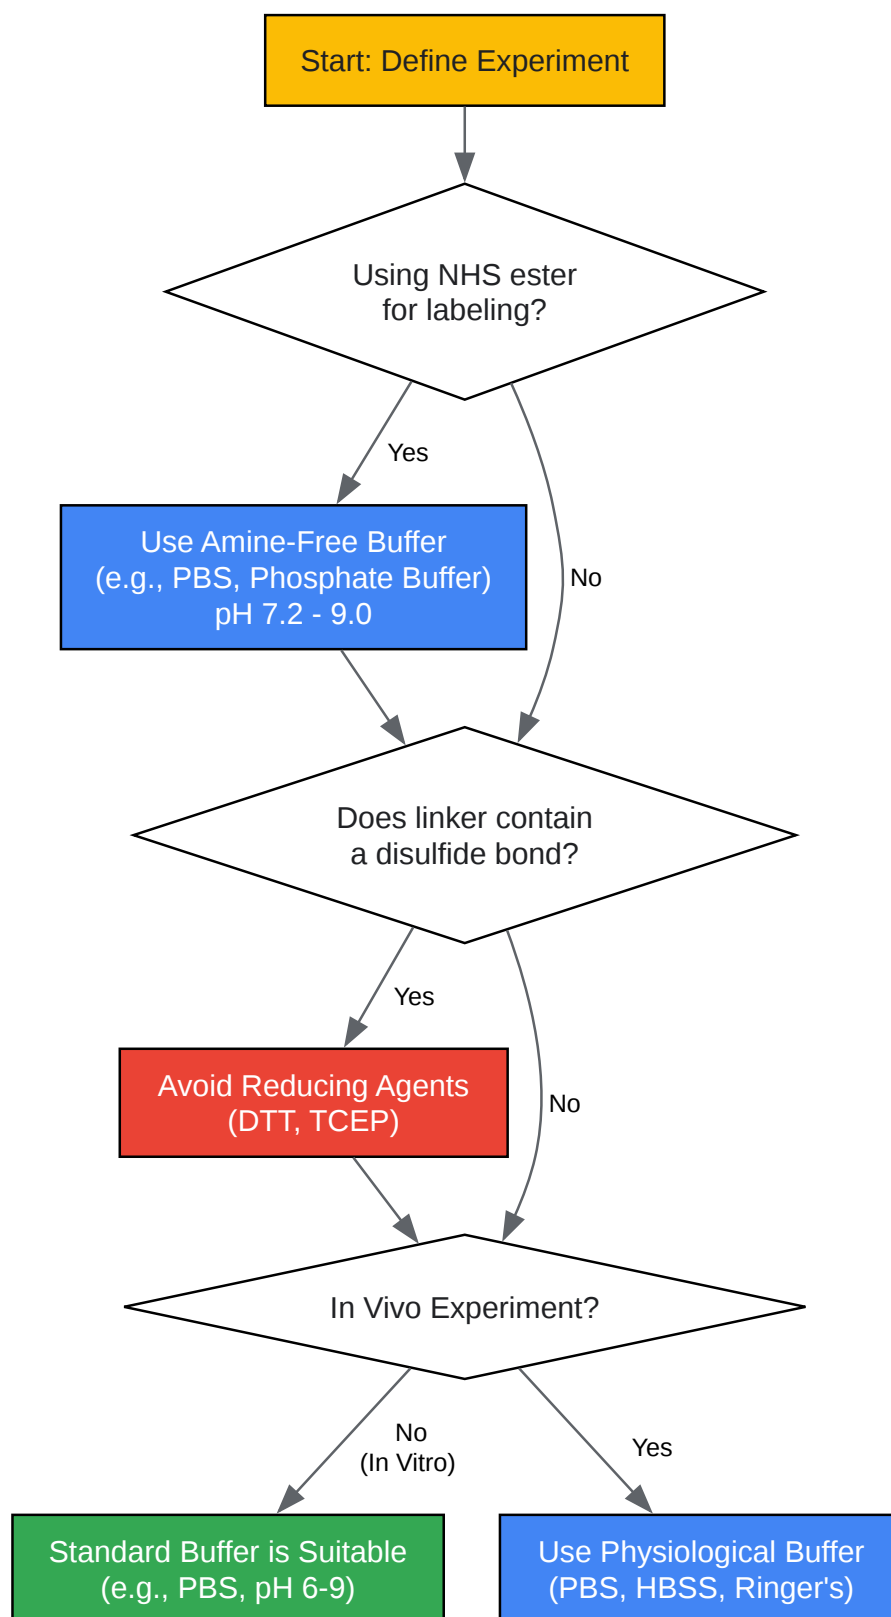 Start: Define Experiment
Using NHS ester
for labeling?
Yes
Use Amine-Free Buffer
(e.g., PBS, Phosphate Buffer)
pH 7.2 - 9.0
No
Does linker contain
a disulfide bond?
Yes
Avoid Reducing Agents
(DTT, TCEP)
No
In Vivo Experiment?
No
(In Vitro)
Yes
Standard Buffer is Suitable
(e.g., PBS, pH 6-9)
Use Physiological Buffer
(PBS, HBSS, Ringer's)